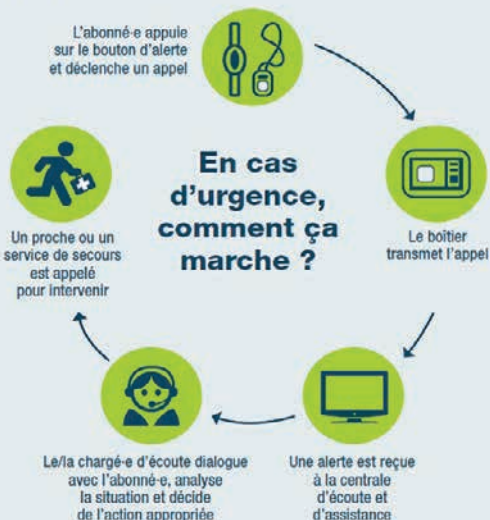 L'abonné·e appuie
sur le bouton d'alerte
et déclenche un appel
En cas
d'urgence,
comment ça
marche ?
Le boîtier
transmet l'appel
Une alerte est reçue
à la centrale
d'écoute et
d'assistance
Le/la chargé·e d'écoute dialogue
avec l'abonné·e, analyse
la situation et décide
de l'action appropriée
Un proche ou un
service de secours
est appelé
pour intervenir